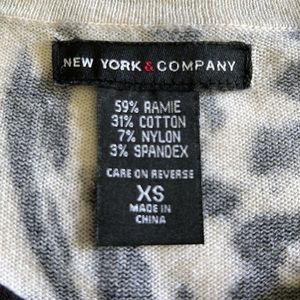 NEW YORK & COMPANY
59% RAMIE
31% COTTON
7% NYLON
3% SPANDEX
CARE ON REVERSE
XS
MADE IN
CHINA